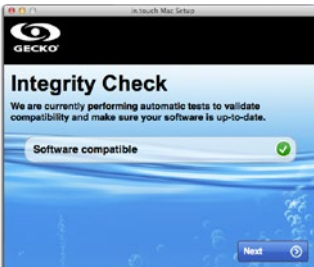 in.touch Mac Setup
GECKO
Integrity Check
We are currently performing automatic tests to validate
compatibility and make sure your software is up-to-date.
Software compatible
Next